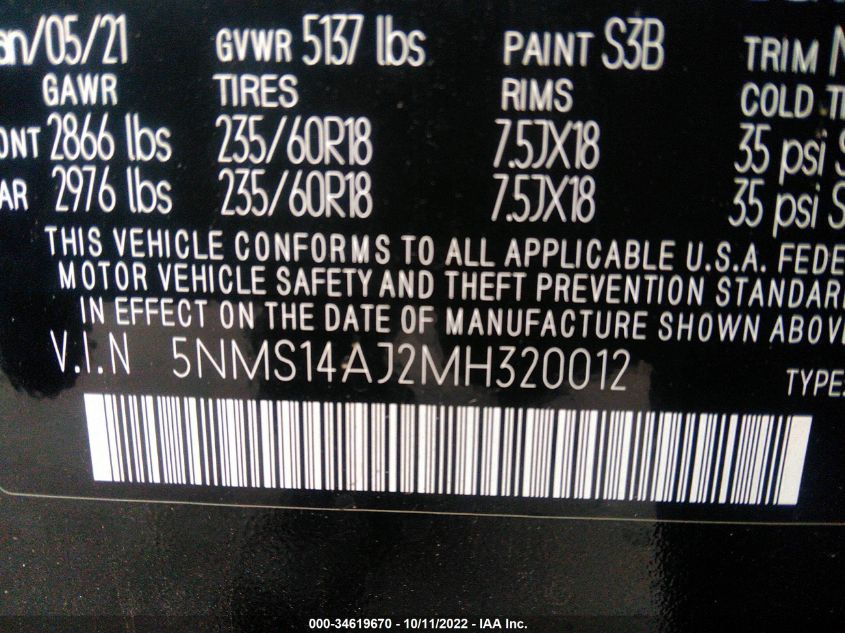 an/05/21 GVWR 5137 lbs PAINT S3B TRIM
GAWR TIRES RIMS COLD
ONT 2866 lbs 235/60R18 7.5JX18 35 psi
AR 2976 lbs 235/60R18 7.5JX18 35 psi
THIS VEHICLE CONFORMS TO ALL APPLICABLE U.S.A. FEDE
MOTOR VEHICLE SAFETY AND THEFT PREVENTION STANDAR
IN EFFECT ON THE DATE OF MANUFACTURE SHOWN ABOV
V.I.N 5NMS14AJ2MH320012 TYPE:
000-34619670 - 10/11/2022 - IAA Inc.